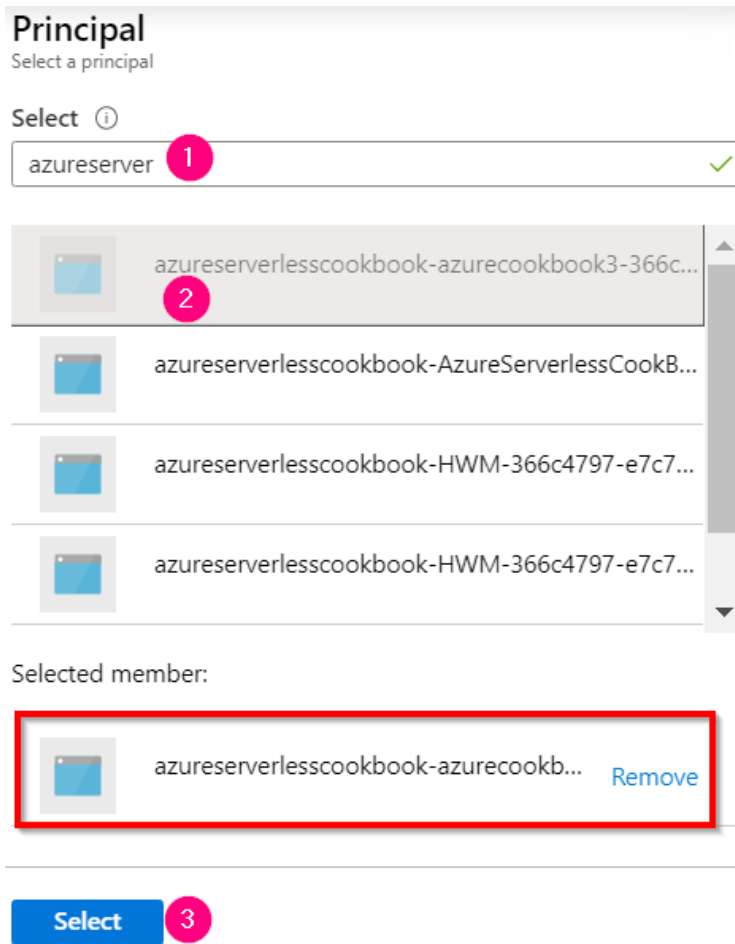 Principal
Select a principal
Select
azureserver 1
azureserverlesscookbook-azurecookbook3-366c...
2
azureserverlesscookbook-AzureServerlessCookB...
azureserverlesscookbook-HWM-366c4797-e7c7...
azureserverlesscookbook-HWM-366c4797-e7c7...
Selected member:
azureserverlesscookbook-azurecookb... Remove
Select 3